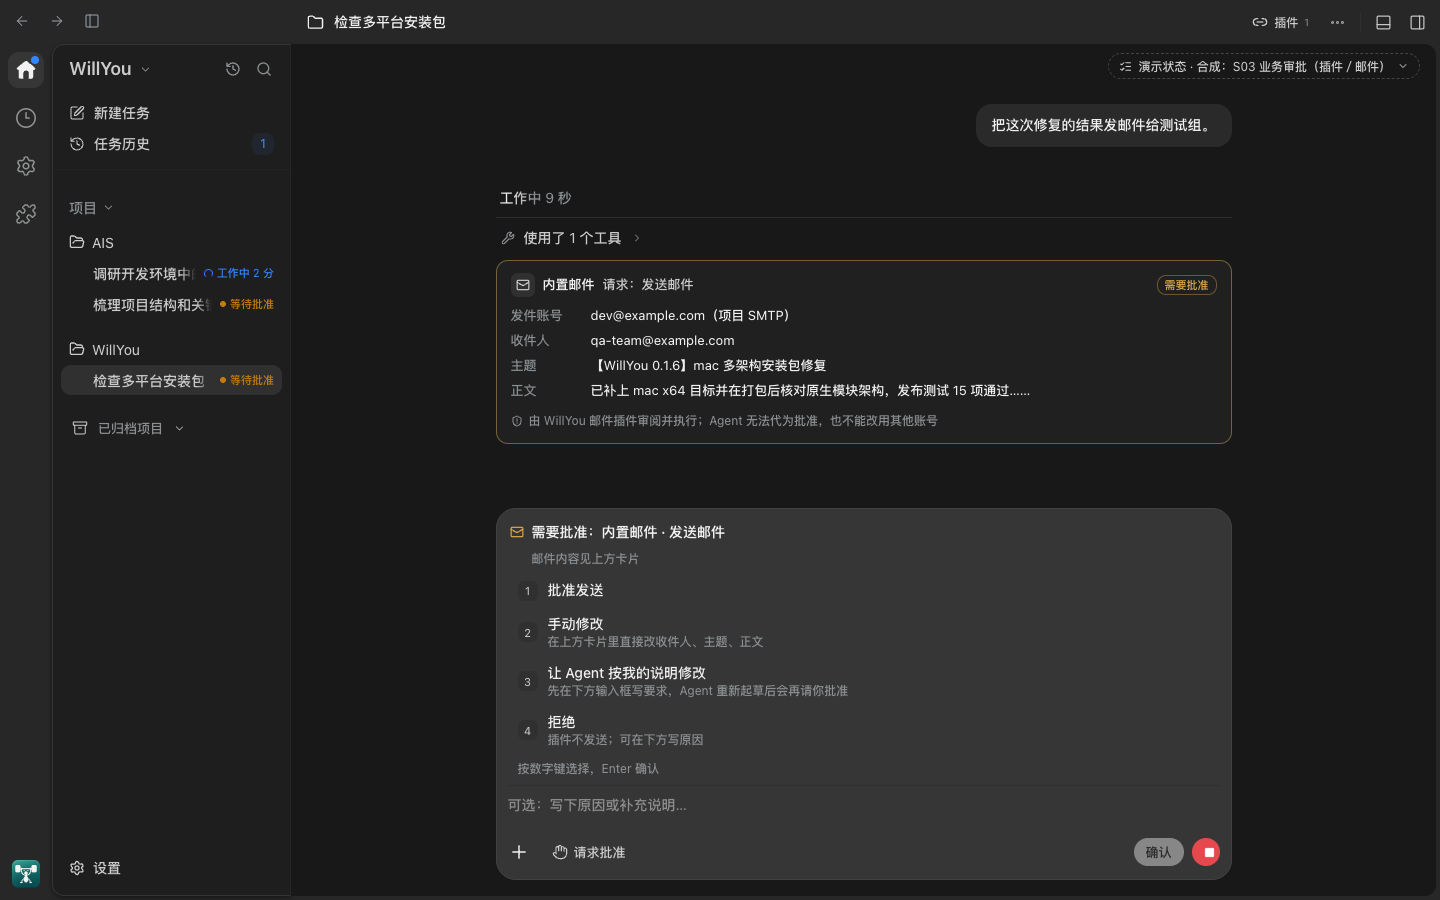 检查多平台安装包
插件 1
WillYou
新建任务
任务历史 1
项目
AIS
调研开发环境中 工作中 2 分
梳理项目结构和关 等待批准
WillYou
检查多平台安装包 等待批准
已归档项目
设置
演示状态 · 合成：S03 业务审批（插件 / 邮件）
把这次修复的结果发邮件给测试组。
工作中 9 秒
使用了 1 个工具
内置邮件 请求：发送邮件 需要批准
发件账号 dev@example.com（项目 SMTP）
收件人 qa-team@example.com
主题 【WillYou 0.1.6】mac 多架构安装包修复
正文 已补上 mac x64 目标并在打包后核对原生模块架构，发布测试 15 项通过……
由 WillYou 邮件插件审阅并执行；Agent 无法代为批准，也不能改用其他账号
需要批准：内置邮件 · 发送邮件
邮件内容见上方卡片
1 批准发送
2 手动修改
在上方卡片里直接改收件人、主题、正文
3 让 Agent 按我的说明修改
先在下方输入框写要求，Agent 重新起草后会再请你批准
4 拒绝
插件不发送；可在下方写原因
按数字键选择，Enter 确认
可选：写下原因或补充说明...
请求批准 确认